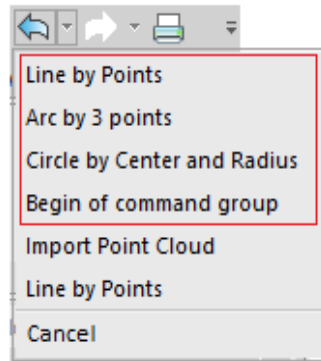 Line by Points
Arc by 3 points
Circle by Center and Radius
Begin of command group
Import Point Cloud
Line by Points
Cancel